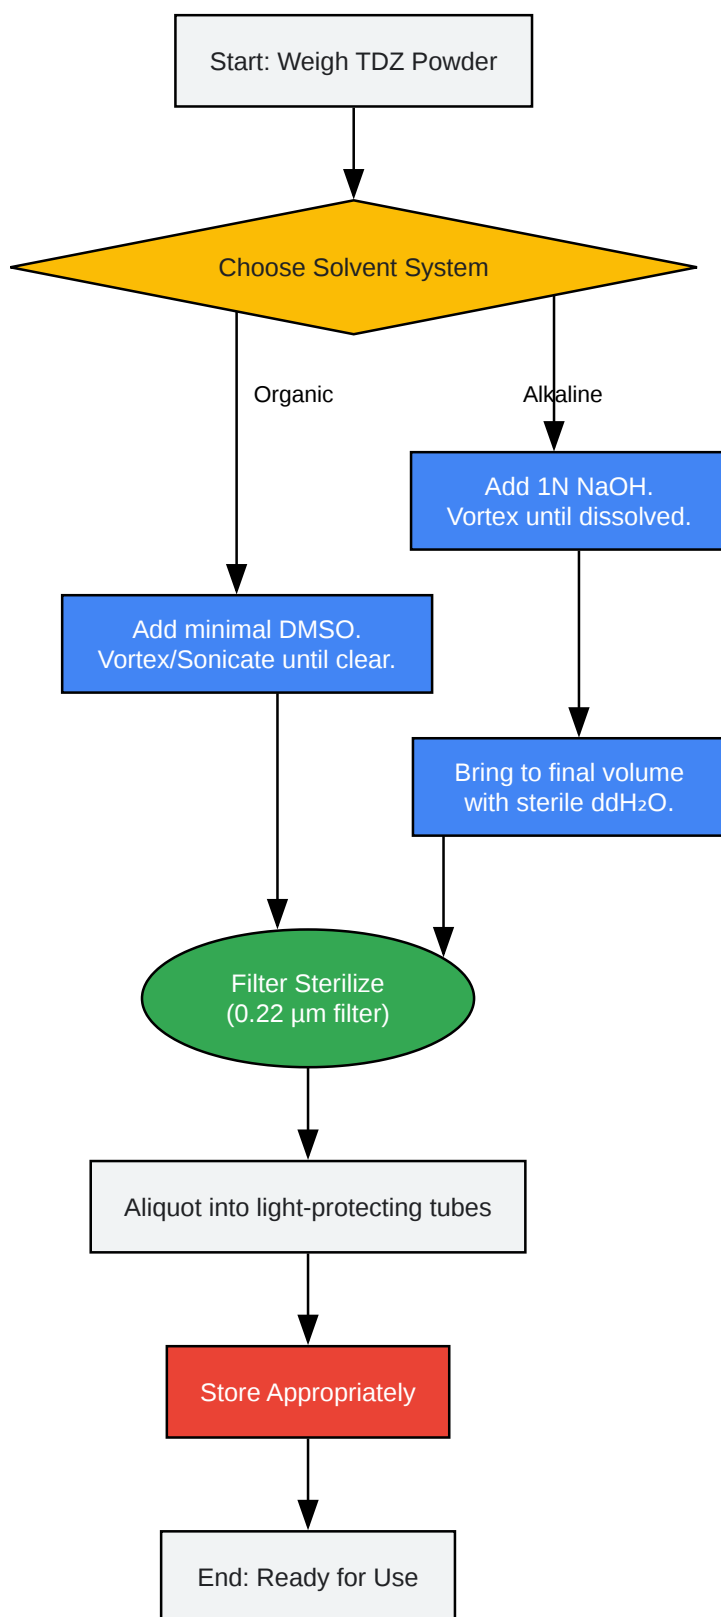 Start: Weigh TDZ Powder
Choose Solvent System
Organic
Alkaline
Add 1N NaOH.
Vortex until dissolved.
Add minimal DMSO.
Vortex/Sonicate until clear.
Bring to final volume
with sterile ddH₂O.
Filter Sterilize
(0.22 µm filter)
Aliquot into light-protecting tubes
Store Appropriately
End: Ready for Use